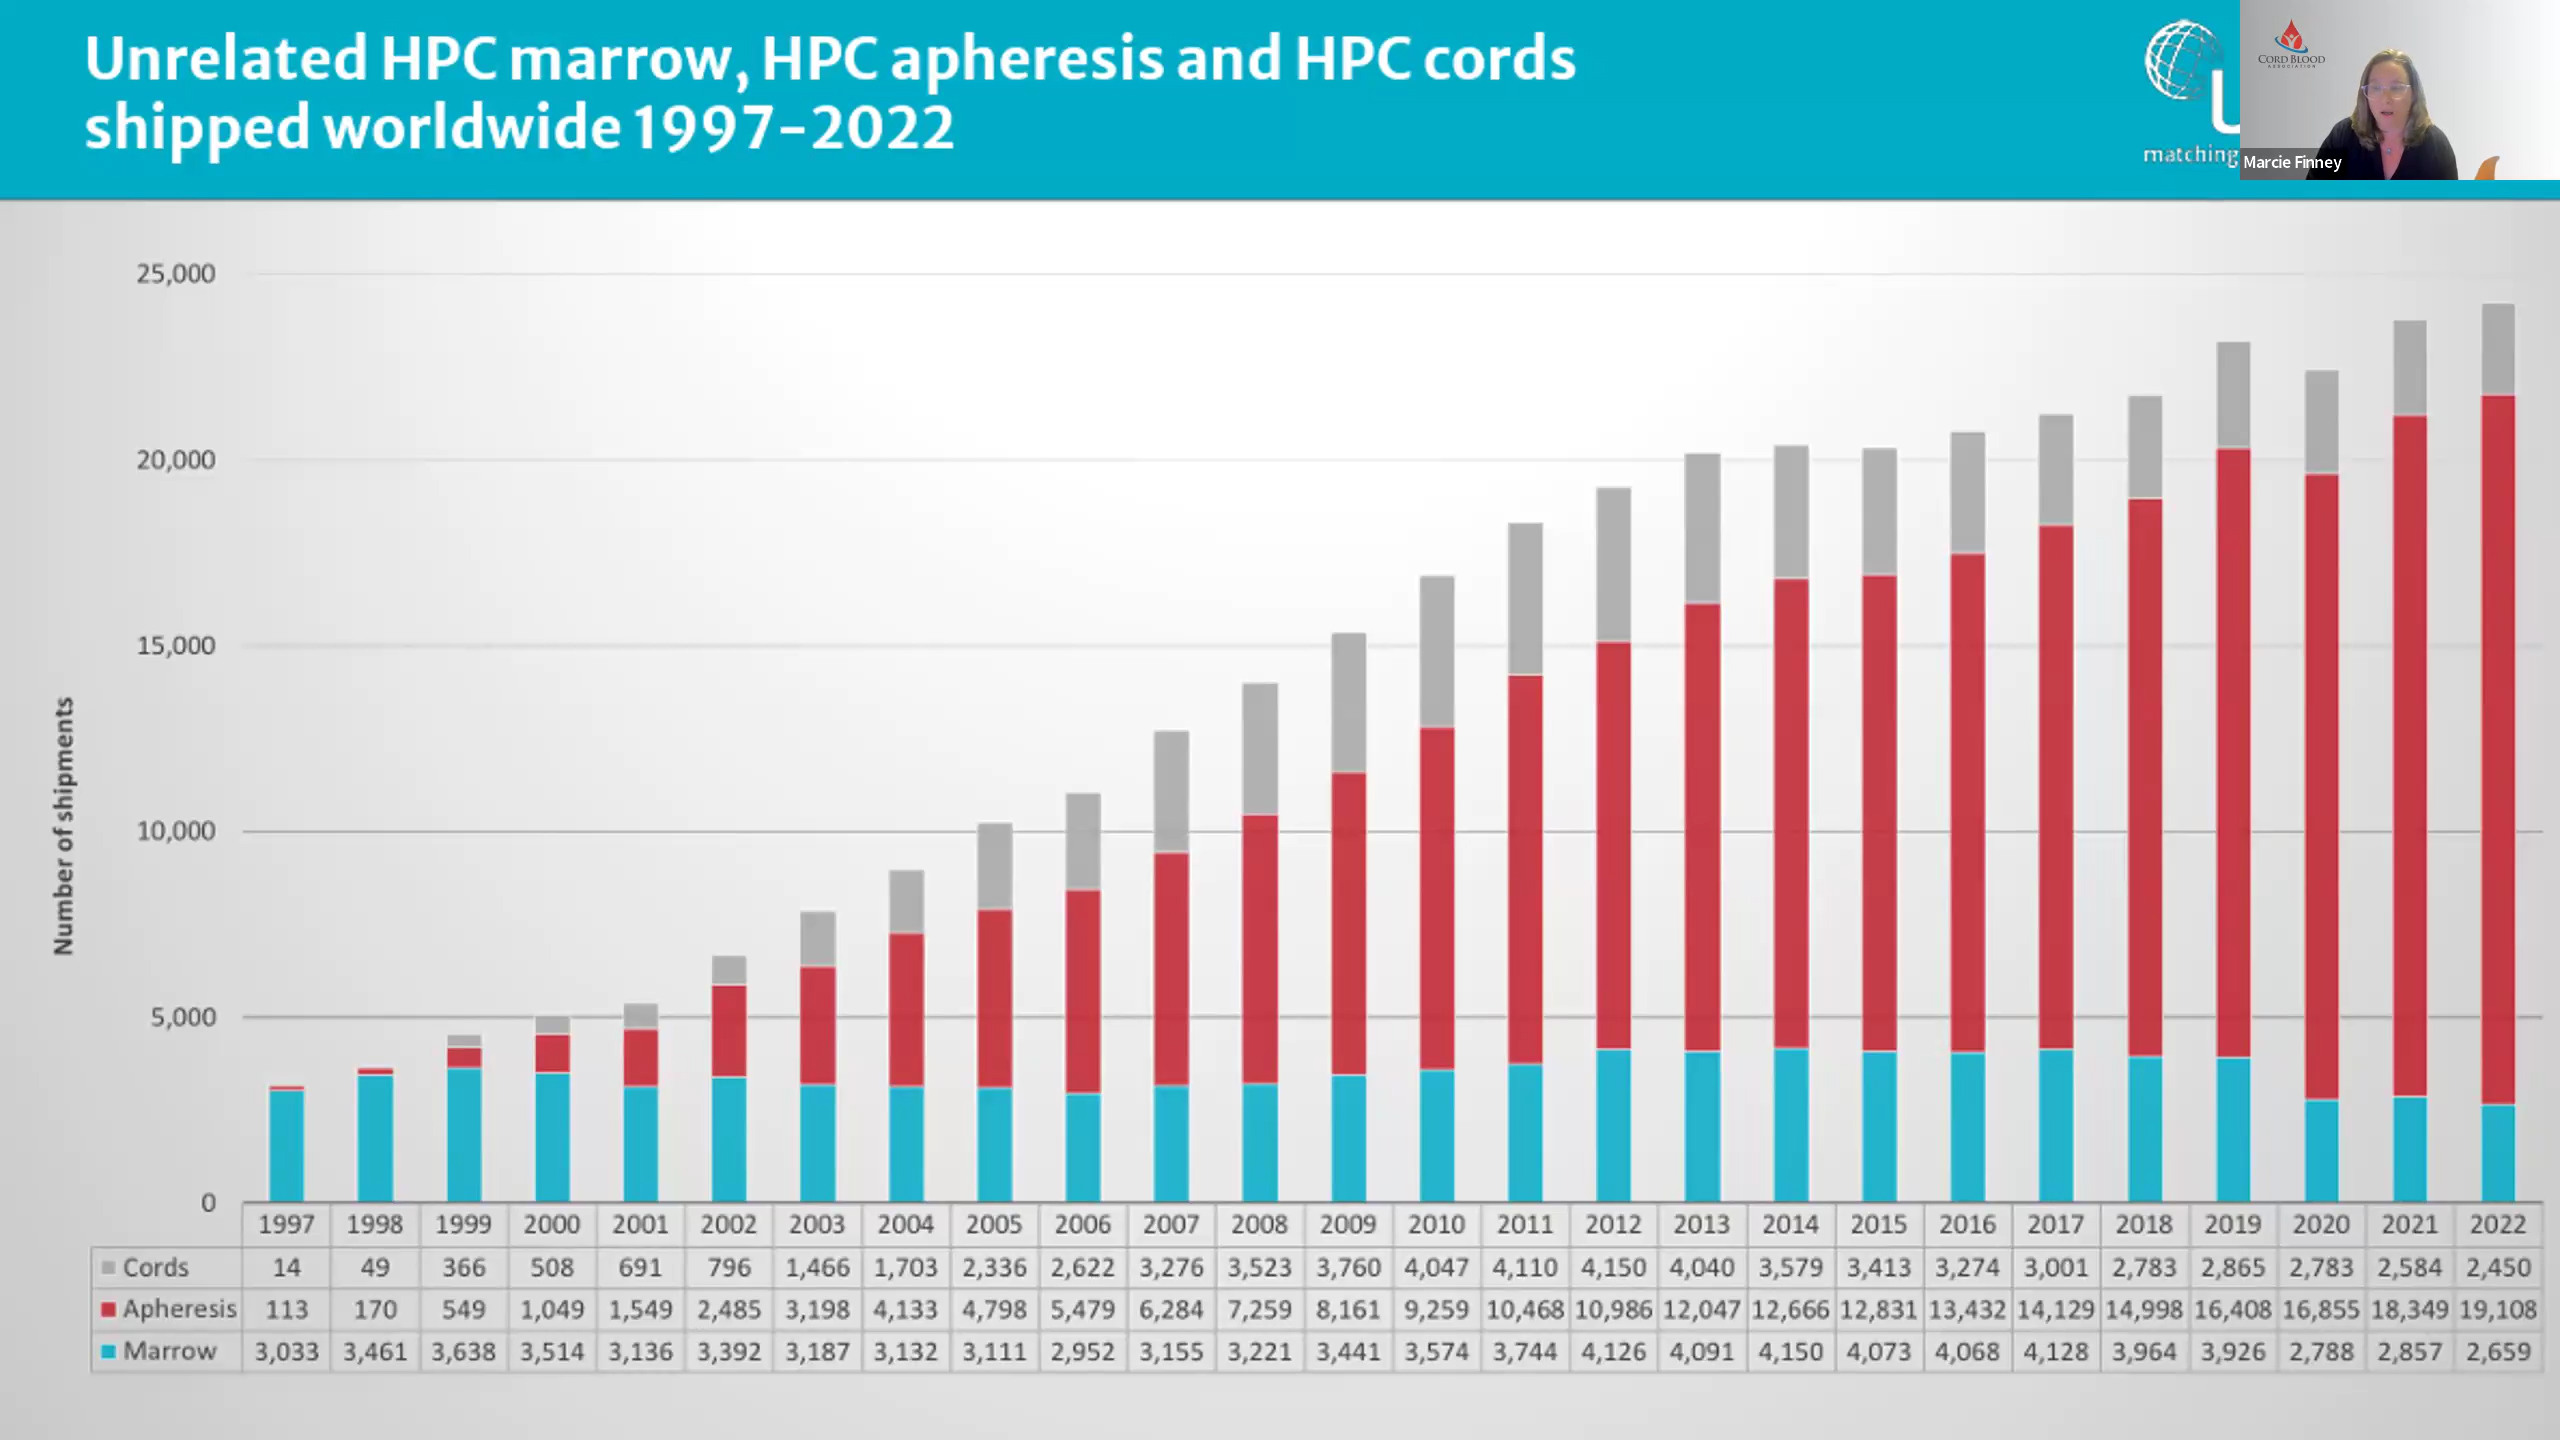 Unrelated HPC marrow, HPC apheresis and HPC cords
shipped worldwide 1997–2022
matching
CORD BLOOD
ASSOCIATION
Marcie Finney
Number of shipments
25,000
20,000
15,000
10,000
5,000
0
1997 1998 1999 2000 2001 2002 2003 2004 2005 2006 2007 2008 2009 2010 2011 2012 2013 2014 2015 2016 2017 2018 2019 2020 2021 2022
Cords 14 49 366 508 691 796 1,466 1,703 2,336 2,622 3,276 3,523 3,760 4,047 4,110 4,150 4,040 3,579 3,413 3,274 3,001 2,783 2,865 2,783 2,584 2,450
Apheresis 113 170 549 1,049 1,549 2,485 3,198 4,133 4,798 5,479 6,284 7,259 8,161 9,259 10,468 10,986 12,047 12,666 12,831 13,432 14,129 14,998 16,408 16,855 18,349 19,108
Marrow 3,033 3,461 3,638 3,514 3,136 3,392 3,187 3,132 3,111 2,952 3,155 3,221 3,441 3,574 3,744 4,126 4,091 4,150 4,073 4,068 4,128 3,964 3,926 2,788 2,857 2,659